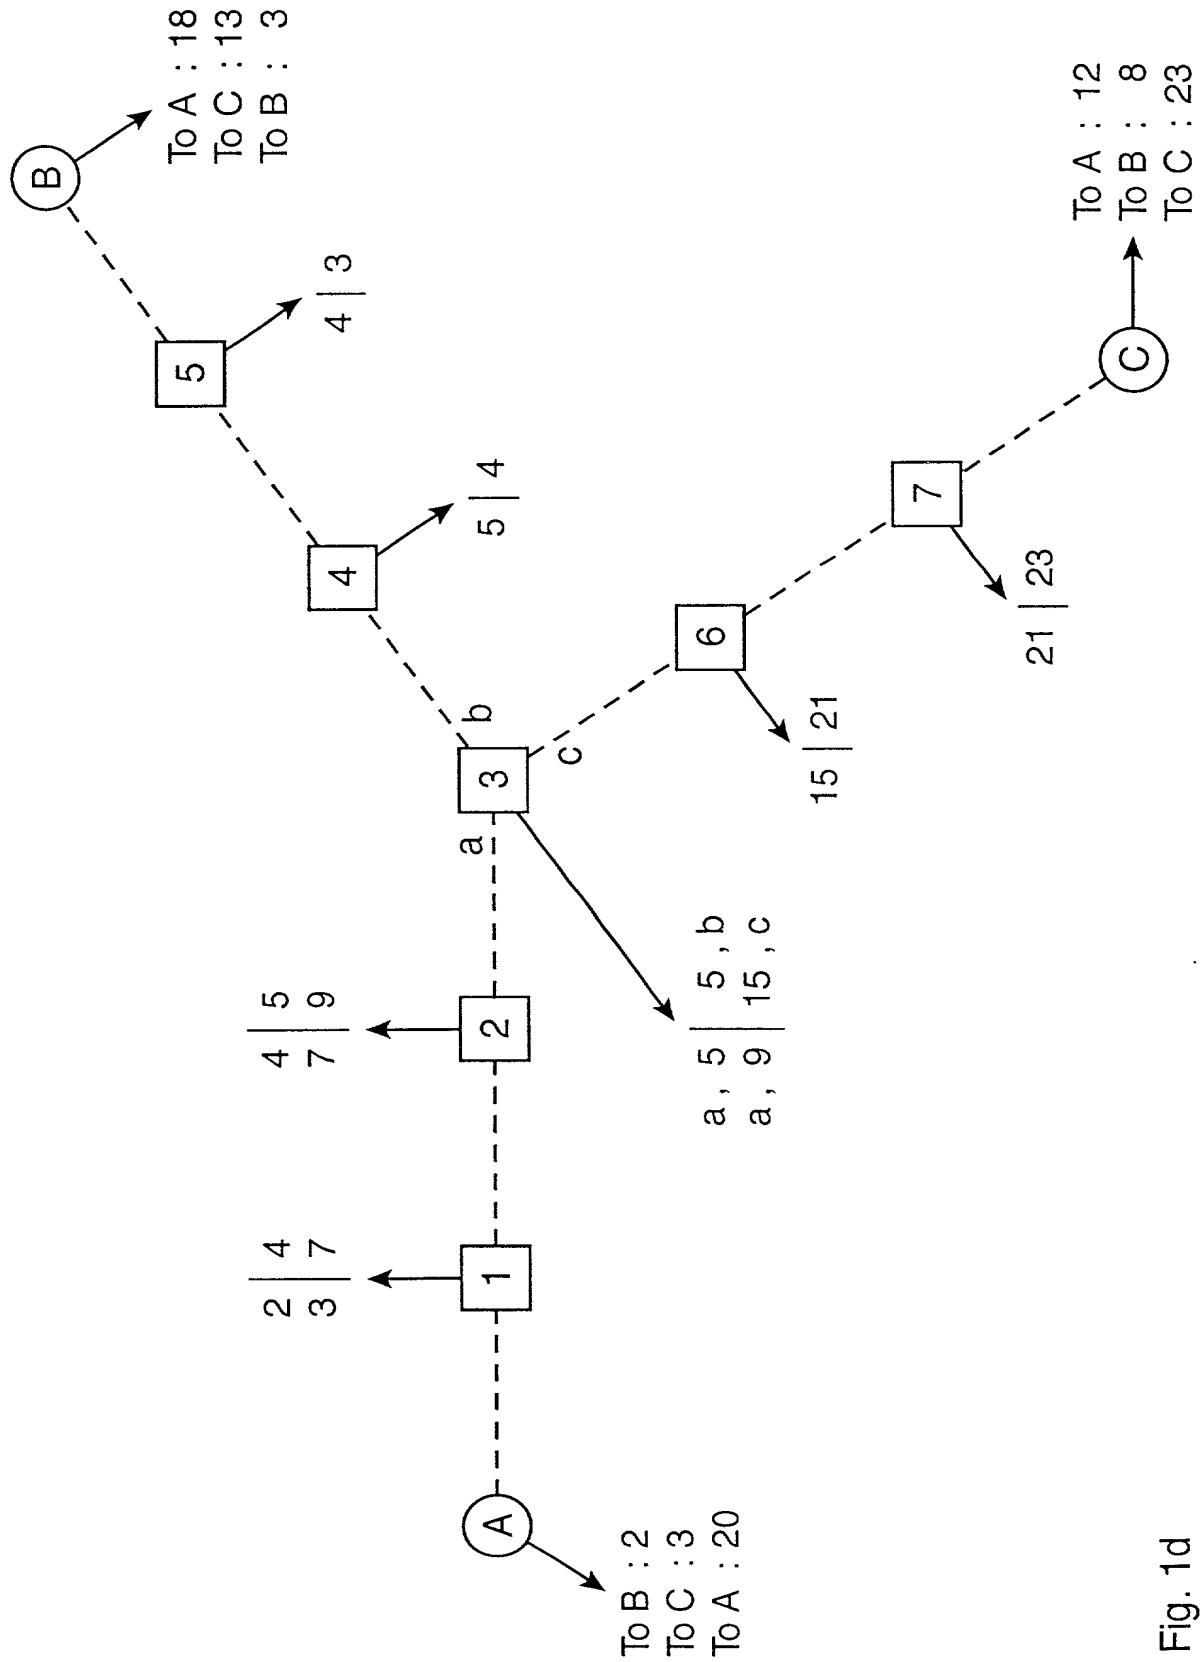 B
To A : 18
To C : 13
To B : 3
5
4 | 3
4
5 | 4
2
4 | 5
7 | 9
1
2 | 4
3 | 7
A
To B : 2
To C : 3
To A : 20
a
3
b
c
a, 5 | 5, b
a, 9 | 15, c
6
15 | 21
7
21 | 23
C
To A : 12
To B : 8
To C : 23
Fig. 1d